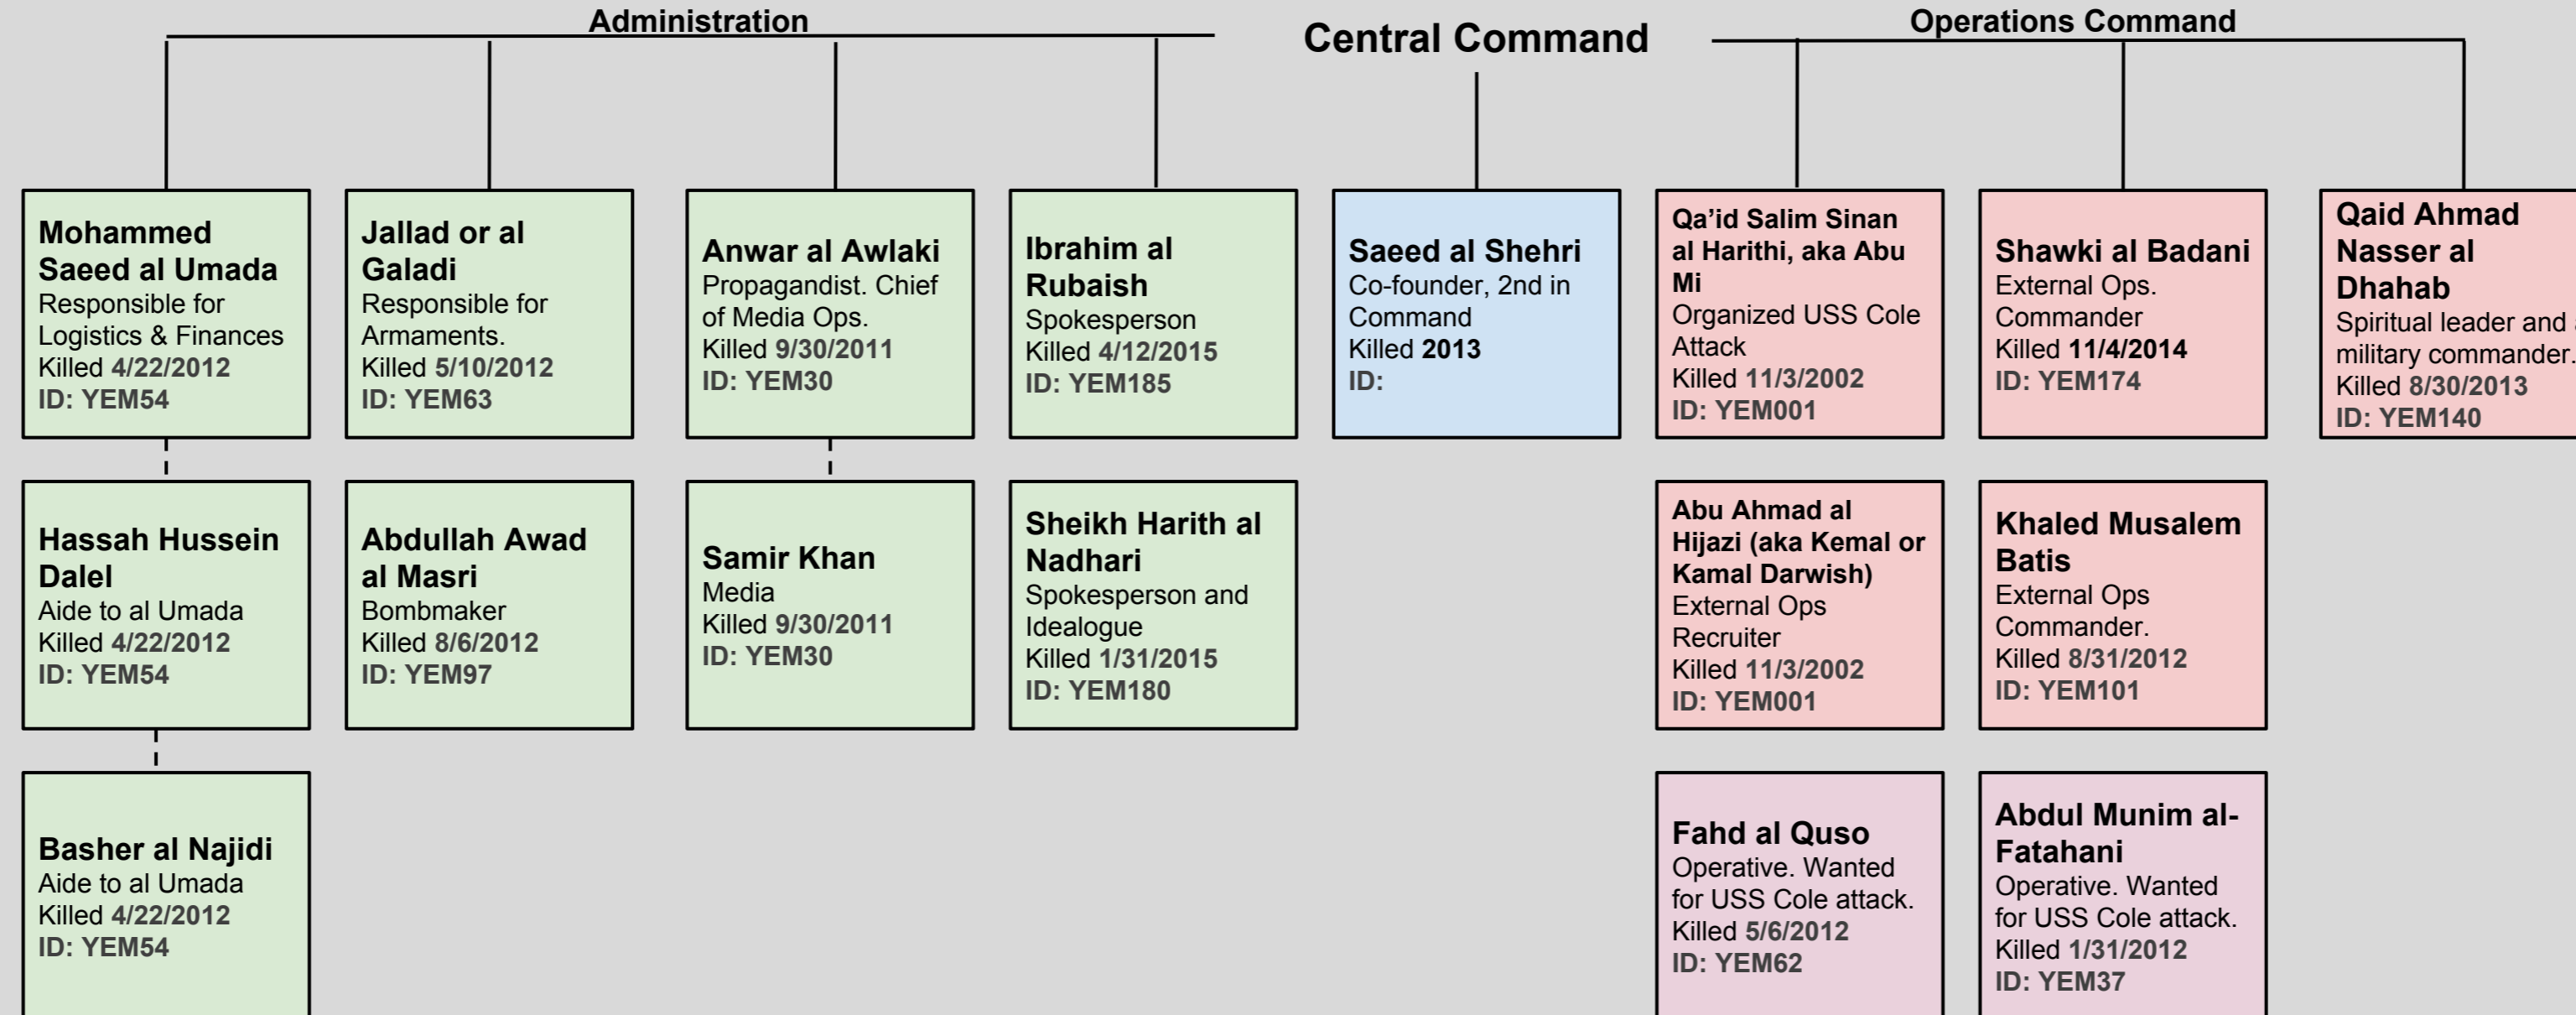 Administration
Central Command
Operations Command
Mohammed
Saeed al Umada
Responsible for
Logistics & Finances
Killed 4/22/2012
ID: YEM54
Jallad or al
Galadi
Responsible for
Armaments.
Killed 5/10/2012
ID: YEM63
Anwar al Awlaki
Propagandist. Chief
of Media Ops.
Killed 9/30/2011
ID: YEM30
Ibrahim al
Rubaish
Spokesperson
Killed 4/12/2015
ID: YEM185
Saeed al Shehri
Co-founder, 2nd in
Command
Killed 2013
ID:
Qa’id Salim Sinan
al Harithi, aka Abu
Mi
Organized USS Cole
Attack
Killed 11/3/2002
ID: YEM001
Shawki al Badani
External Ops.
Commander
Killed 11/4/2014
ID: YEM174
Qaid Ahmad
Nasser al
Dhahab
Spiritual leader and
military commander.
Killed 8/30/2013
ID: YEM140
Hassah Hussein
Dalel
Aide to al Umada
Killed 4/22/2012
ID: YEM54
Abdullah Awad
al Masri
Bombmaker
Killed 8/6/2012
ID: YEM97
Samir Khan
Media
Killed 9/30/2011
ID: YEM30
Sheikh Harith al
Nadhari
Spokesperson and
Idealogue
Killed 1/31/2015
ID: YEM180
Abu Ahmad al
Hijazi (aka Kemal or
Kamal Darwish)
External Ops
Recruiter
Killed 11/3/2002
ID: YEM001
Khaled Musalem
Batis
External Ops
Commander.
Killed 8/31/2012
ID: YEM101
Basher al Najidi
Aide to al Umada
Killed 4/22/2012
ID: YEM54
Fahd al Quso
Operative. Wanted
for USS Cole attack.
Killed 5/6/2012
ID: YEM62
Abdul Munim al-
Fatahani
Operative. Wanted
for USS Cole attack.
Killed 1/31/2012
ID: YEM37